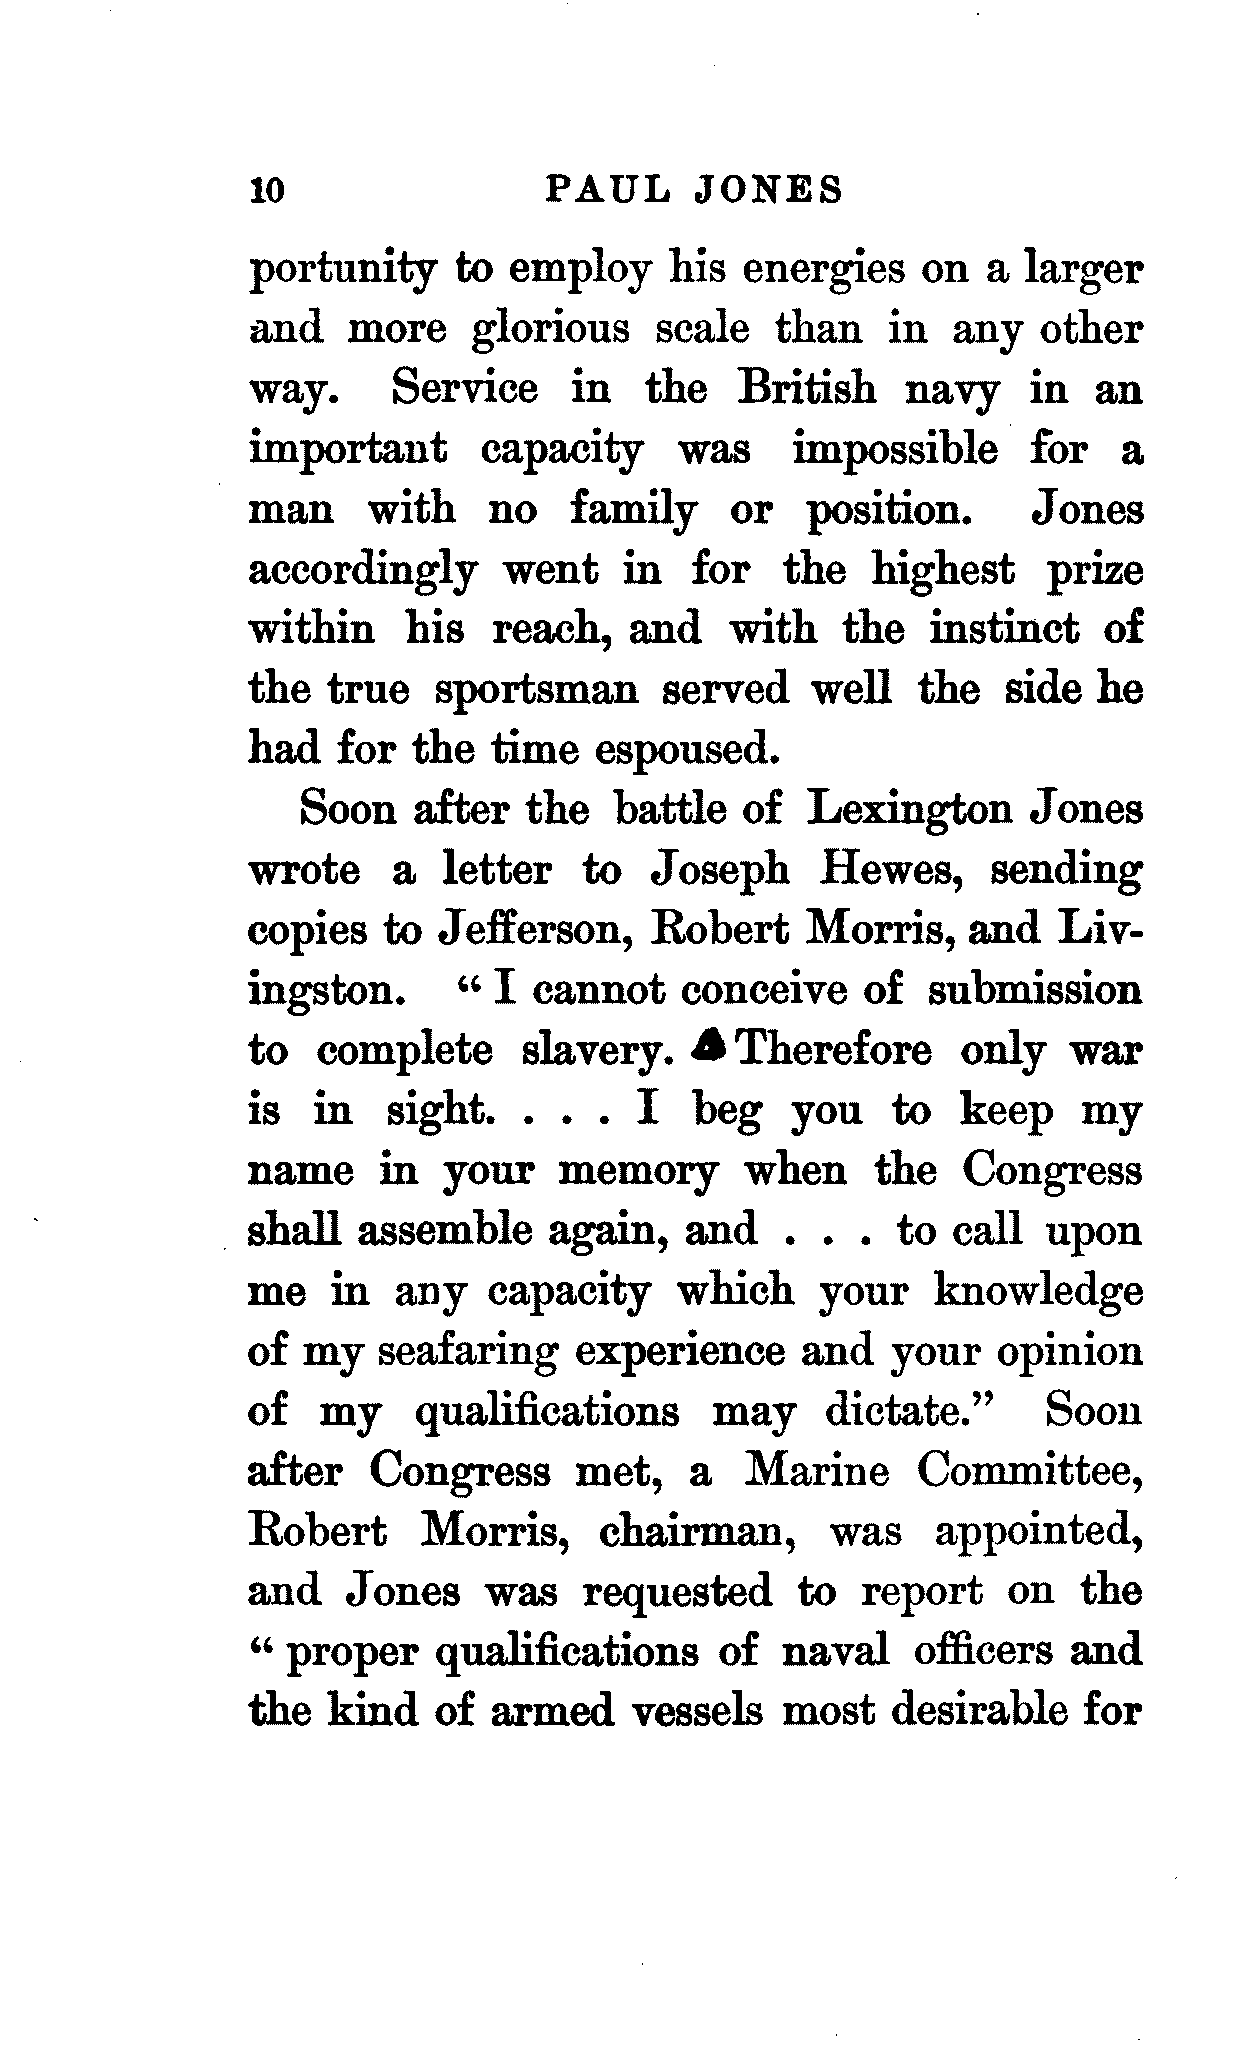 10 PAUL JONES
portunity to employ his energies on a larger
and more glorious scale than in any other
way. Service in the British navy in an
important capacity was impossible for a
man with no family or position. Jones
accordingly went in for the highest prize
within his reach, and with the instinct of
the true sportsman served well the side he
had for the time espoused.
Soon after the battle of Lexington Jones
wrote a letter to Joseph Hewes, sending
copies to Jefferson, Robert Morris, and Liv-
ingston. “ I cannot conceive of submission
to complete slavery. Therefore only war
is in sight. . . . I beg you to keep my
name in your memory when the Congress
shall assemble again, and . . . to call upon
me in any capacity which your knowledge
of my seafaring experience and your opinion
of my qualifications may dictate.” Soon
after Congress met, a Marine Committee,
Robert Morris, chairman, was appointed,
and Jones was requested to report on the
“ proper qualifications of naval officers and
the kind of armed vessels most desirable for